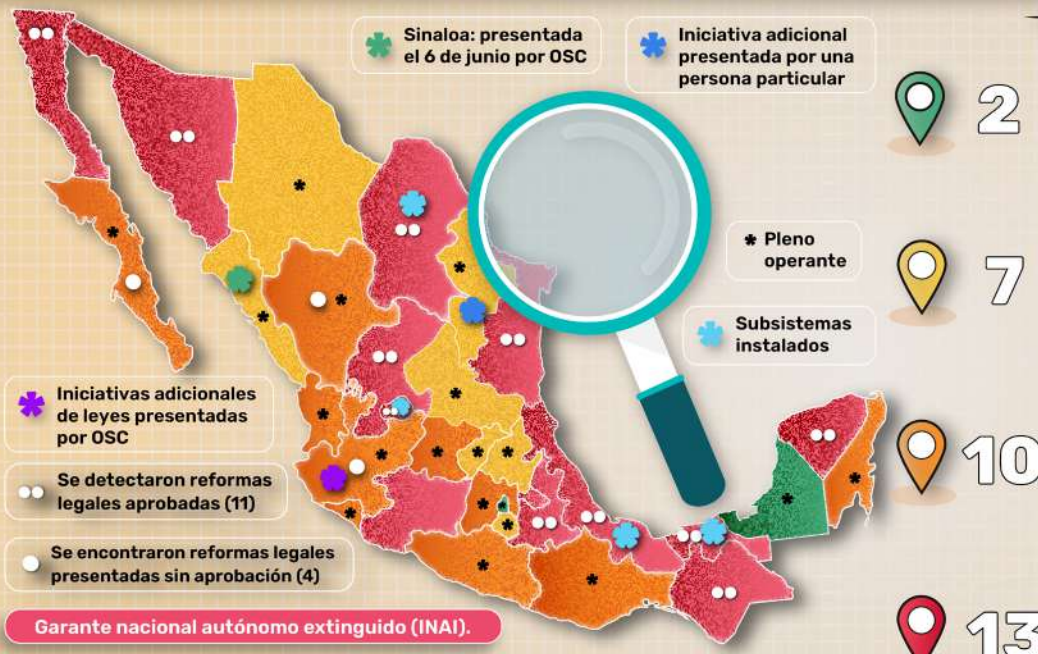 Sinaloa: presentada
el 6 de junio por OSC
Iniciativa adicional
presentada por una
persona particular
2
* Pleno
operante
7
Subsistemas
instalados
Iniciativas adicionales
de leyes presentadas
por OSC
10
Se detectaron reformas
legales aprobadas (11)
Se encontraron reformas legales
presentadas sin aprobación (4)
Garante nacional autónomo extinguido (INAI).
13